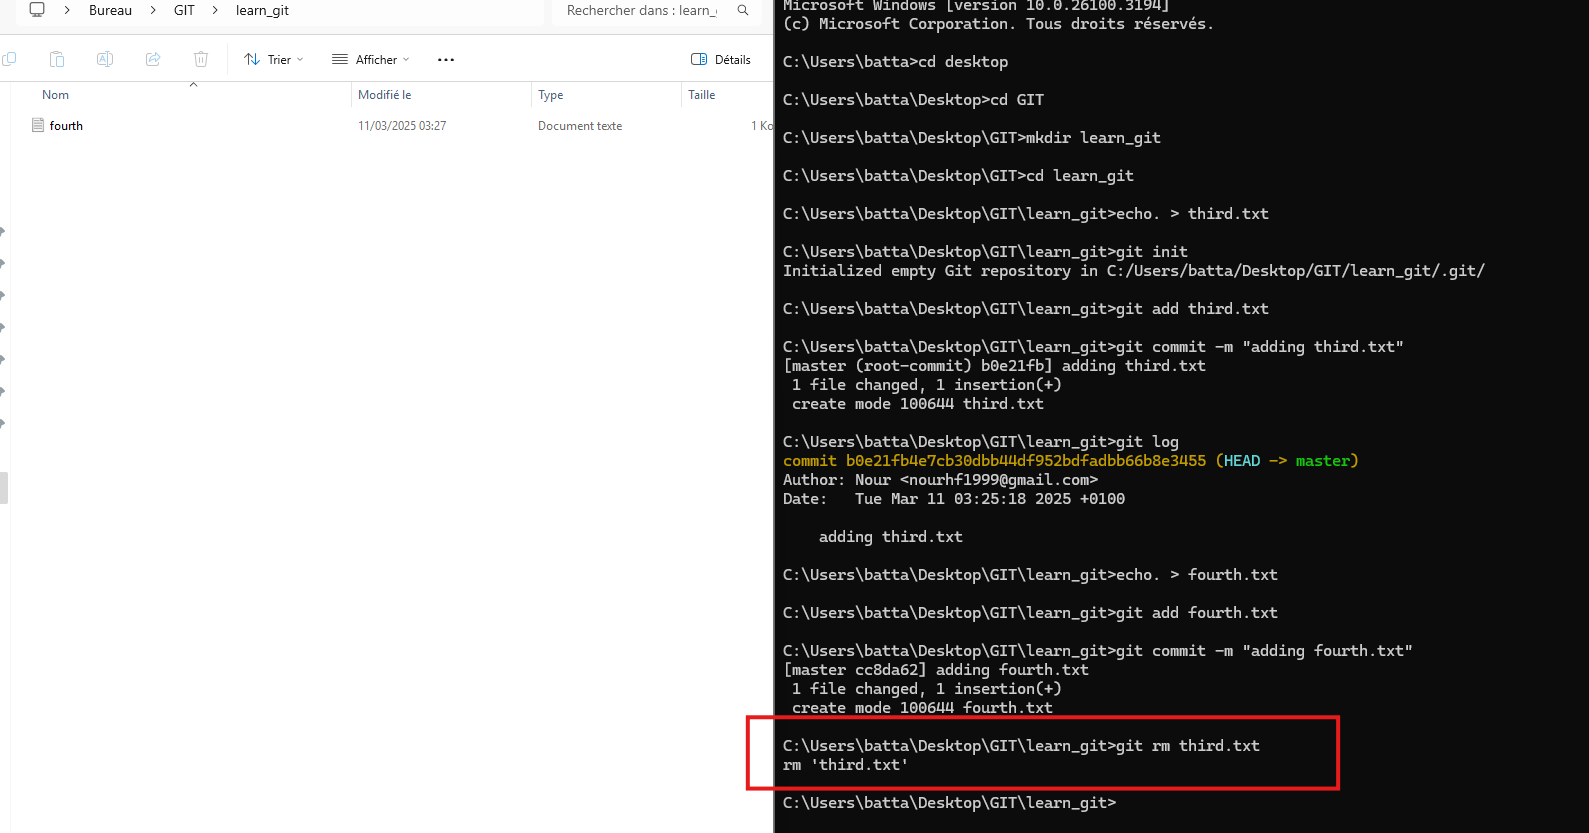 Bureau > GIT > learn_git
Rechercher dans : learn_g
Trier
Afficher
Détails
Nom
Modifié le
Type
Taille
fourth
11/03/2025 03:27
Document texte
1 Ko
Microsoft Windows [version 10.0.26100.3194]
(c) Microsoft Corporation. Tous droits réservés.
C:\Users\batta>cd desktop
C:\Users\batta\Desktop>cd GIT
C:\Users\batta\Desktop\GIT>mkdir learn_git
C:\Users\batta\Desktop\GIT>cd learn_git
C:\Users\batta\Desktop\GIT\learn_git>echo. > third.txt
C:\Users\batta\Desktop\GIT\learn_git>git init
Initialized empty Git repository in C:/Users/batta/Desktop/GIT/learn_git/.git/
C:\Users\batta\Desktop\GIT\learn_git>git add third.txt
C:\Users\batta\Desktop\GIT\learn_git>git commit -m "adding third.txt"
[master (root-commit) b0e21fb] adding third.txt
 1 file changed, 1 insertion(+)
 create mode 100644 third.txt
C:\Users\batta\Desktop\GIT\learn_git>git log
commit b0e21fb4e7cb30dbb44df952bdfadbb66b8e3455 (HEAD -> master)
Author: Nour <nourhf1999@gmail.com>
Date:   Tue Mar 11 03:25:18 2025 +0100
    adding third.txt
C:\Users\batta\Desktop\GIT\learn_git>echo. > fourth.txt
C:\Users\batta\Desktop\GIT\learn_git>git add fourth.txt
C:\Users\batta\Desktop\GIT\learn_git>git commit -m "adding fourth.txt"
[master cc8da62] adding fourth.txt
 1 file changed, 1 insertion(+)
 create mode 100644 fourth.txt
C:\Users\batta\Desktop\GIT\learn_git>git rm third.txt
rm 'third.txt'
C:\Users\batta\Desktop\GIT\learn_git>